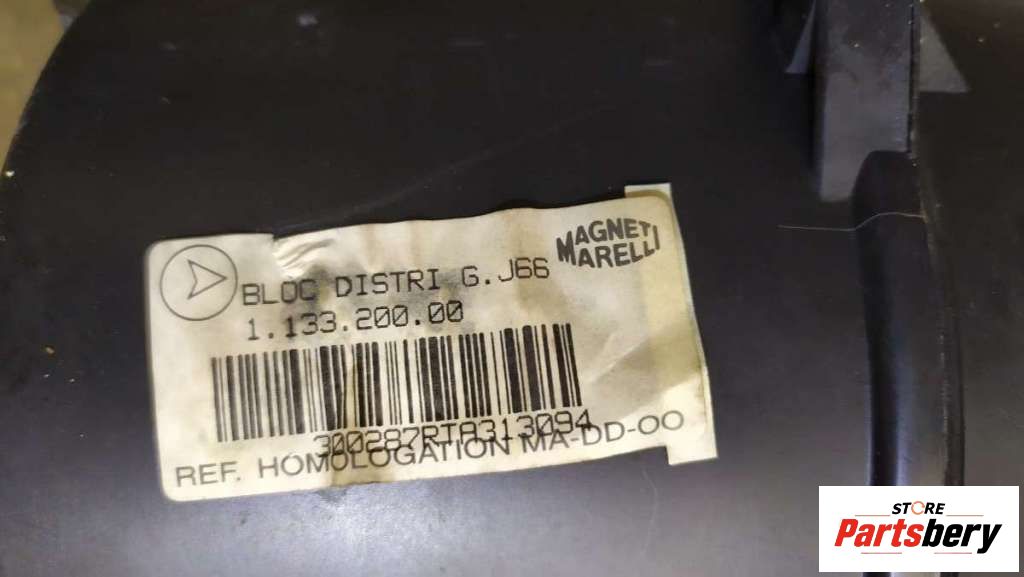 BLOC DISTRI G.J66
MAGNETI
MARELLI
1.133.200.00
300287RTA313094
REF. HOMOLOGATION MA-DD-OO
STORE
Partsbery